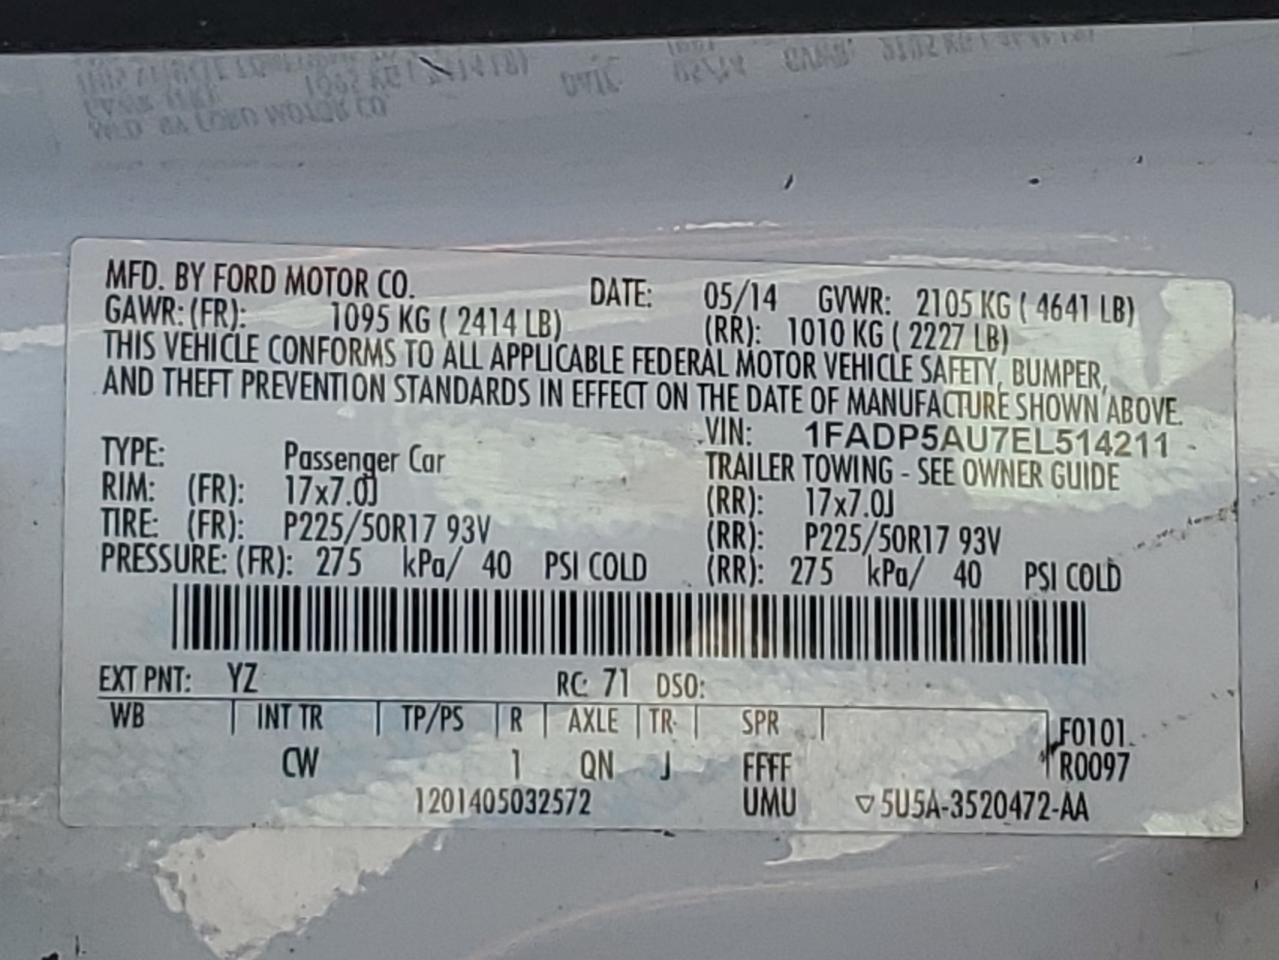 MFD. BY FORD MOTOR CO. DATE: 05/14 GVWR: 2105 KG ( 4641 LB)
GAWR: (FR): 1095 KG ( 2414 LB) (RR): 1010 KG ( 2227 LB)
THIS VEHICLE CONFORMS TO ALL APPLICABLE FEDERAL MOTOR VEHICLE SAFETY, BUMPER,
AND THEFT PREVENTION STANDARDS IN EFFECT ON THE DATE OF MANUFACTURE SHOWN ABOVE.
VIN: 1FADP5AU7EL514211
TYPE: Passenger Car TRAILER TOWING - SEE OWNER GUIDE
RIM: (FR): 17x7.0J (RR): 17x7.0J
TIRE: (FR): P225/50R17 93V (RR): P225/50R17 93V
PRESSURE: (FR): 275 kPa/ 40 PSI COLD (RR): 275 kPa/ 40 PSI COLD
EXT PNT: YZ RC: 71 DSO:
WB INT TR TP/PS R AXLE TR SPR F0101
CW 1 QN J FFFF R0097
1201405032572 UMU ▽5U5A-3520472-AA